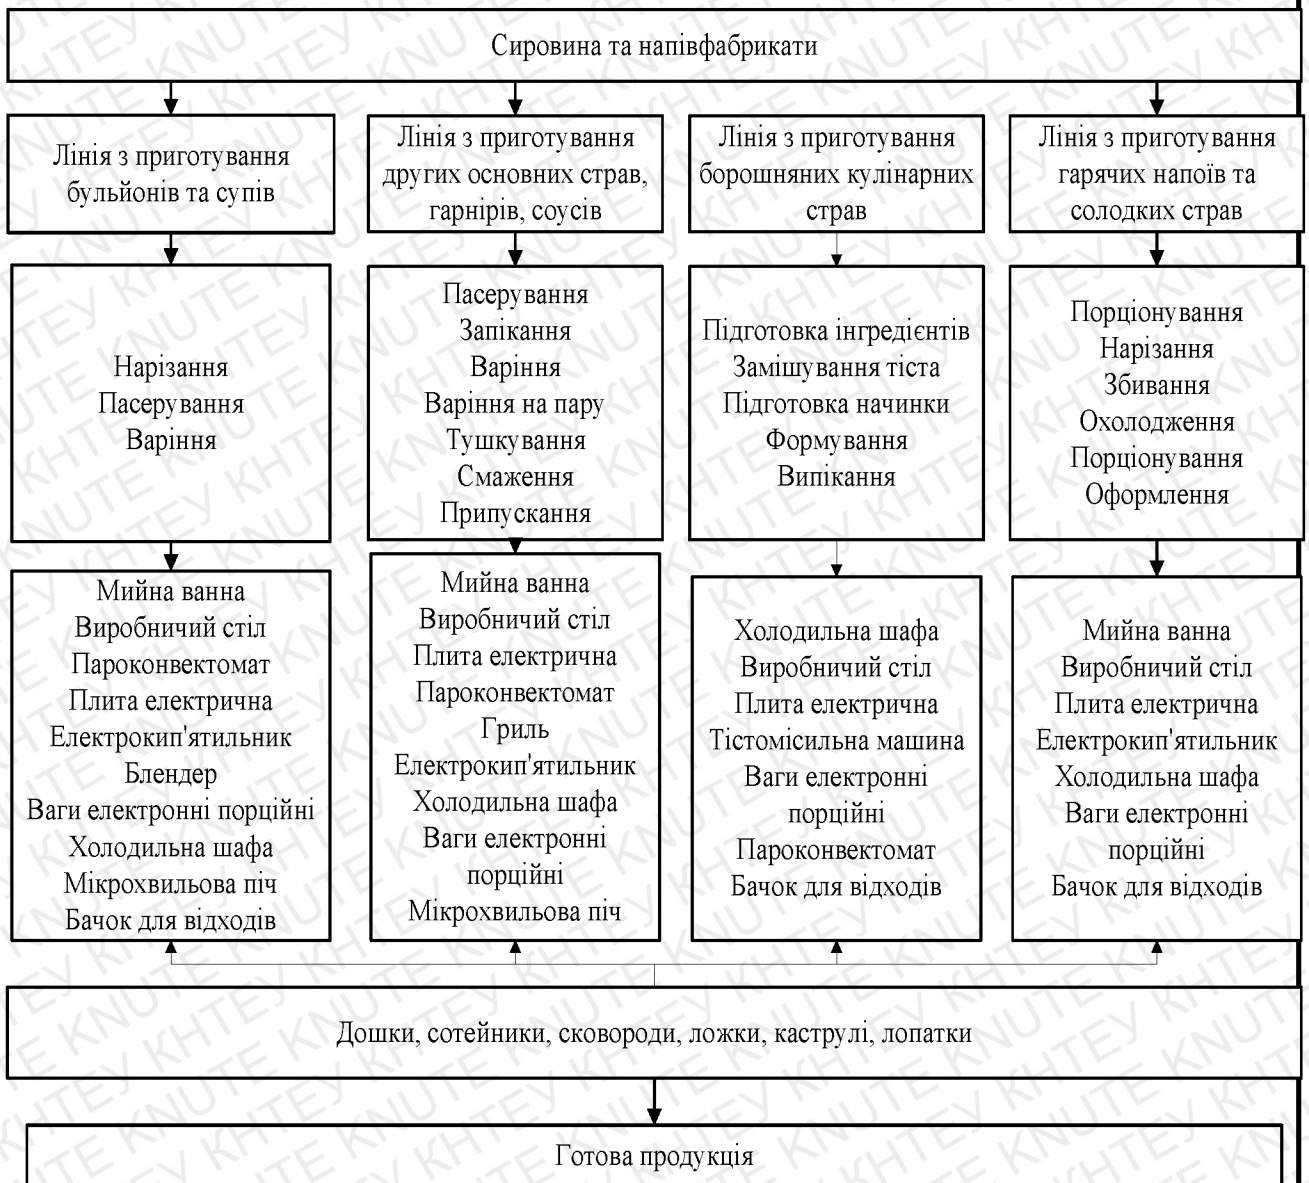 Сировина та напівфабрикати
Лінія з приготування
бульйонів та супів
Лінія з приготування
других основних страв,
гарнірів, соусів
Лінія з приготування
борошняних кулінарних
страв
Лінія з приготування
гарячих напоїв та
солодких страв
Нарізання
Пасерування
Варіння
Пасерування
Запікання
Варіння
Варіння на пару
Тушкування
Смаження
Припускання
Підготовка інгредієнтів
Замішування тіста
Підготовка начинки
Формування
Випікання
Порціонування
Нарізання
Збивання
Охолодження
Порціонування
Оформлення
Мийна ванна
Виробничий стіл
Пароконвектомат
Плита електрична
Електрокип'ятильник
Блендер
Ваги електронні порційні
Холодильна шафа
Мікрохвильова піч
Бачок для відходів
Мийна ванна
Виробничий стіл
Плита електрична
Пароконвектомат
Гриль
Електрокип'ятильник
Холодильна шафа
Ваги електронні
порційні
Мікрохвильова піч
Холодильна шафа
Виробничий стіл
Плита електрична
Тістомісильна машина
Ваги електронні
порційні
Пароконвектомат
Бачок для відходів
Мийна ванна
Виробничий стіл
Плита електрична
Електрокип'ятильник
Холодильна шафа
Ваги електронні
порційні
Бачок для відходів
Дошки, сотейники, сковороди, ложки, каструлі, лопатки
Готова продукція